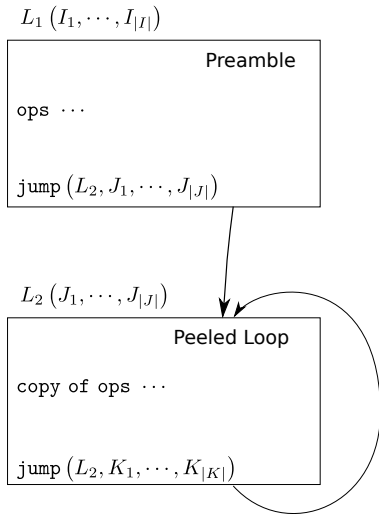 L₁ (I₁, ⋯, I|I|)
Preamble
ops ⋯
jump (L₂, J₁, ⋯, J|J|)
L₂ (J₁, ⋯, J|J|)
Peeled Loop
copy of ops ⋯
jump (L₂, K₁, ⋯, K|K|)